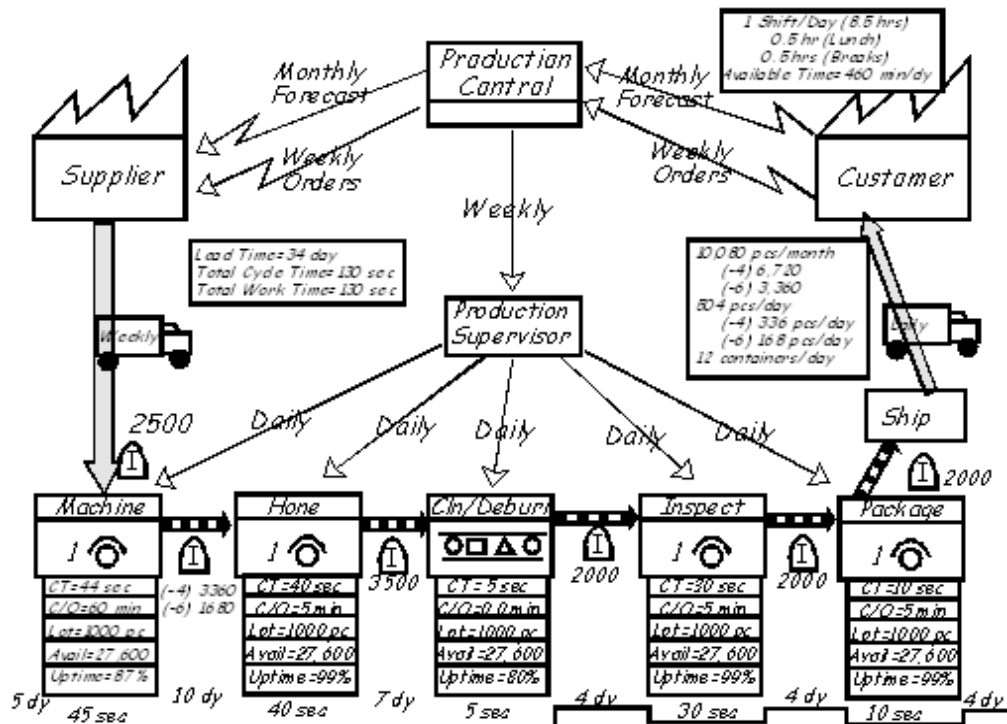 1 Shift/Day (8.5 hrs)
0.5 hr (Lunch)
0.5 hrs (Breaks)
Available Time= 460 min/dy
Production
Cantral
Monthly
Forecast
Monthly
Forecast
Supplier
Weekly
Orders
Weekly
Orders
Custamer
Weekly
Lead Time= 34 day
Total Cycle Time= 130 sec
Total Work Time= 130 sec
10,080 pcs/month
(-4) 6,720
(-6) 3,360
504 pcs/day
(-4) 336 pcs/day
(-6) 168 pcs/day
12 containers/day
Weekly
Production
Supervisor
Daily
Ship
2500
I
Daily
Daily
Daily
Daily
Daily
I
2000
Machine
Hone
Cln/Deburr
Inspect
Package
1
I
1
I
I
1
I
1
CT=44 sec
C/O=60 min
Lot=1000 pc
Avail=27,600
Uptime=87%
(-4) 3360
(-6) 1680
CT=40 sec
C/O=5 min
Lot=1000 pc
Avail=27,600
Uptime=99%
3500
CT= 5 sec
C/O=0.0 min
Lot=1000 pc
Avail=27,600
Uptime=80%
2000
CT=30 sec
C/O=5 min
Lot=1000 pc
Avail=27,600
Uptime=99%
2000
CT=10 sec
C/O=5 min
Lot=1000 pc
Avail=27,600
Uptime=99%
5 dy
45 sec
10 dy
40 sec
7 dy
5 sec
4 dy
30 sec
4 dy
10 sec
4 dy